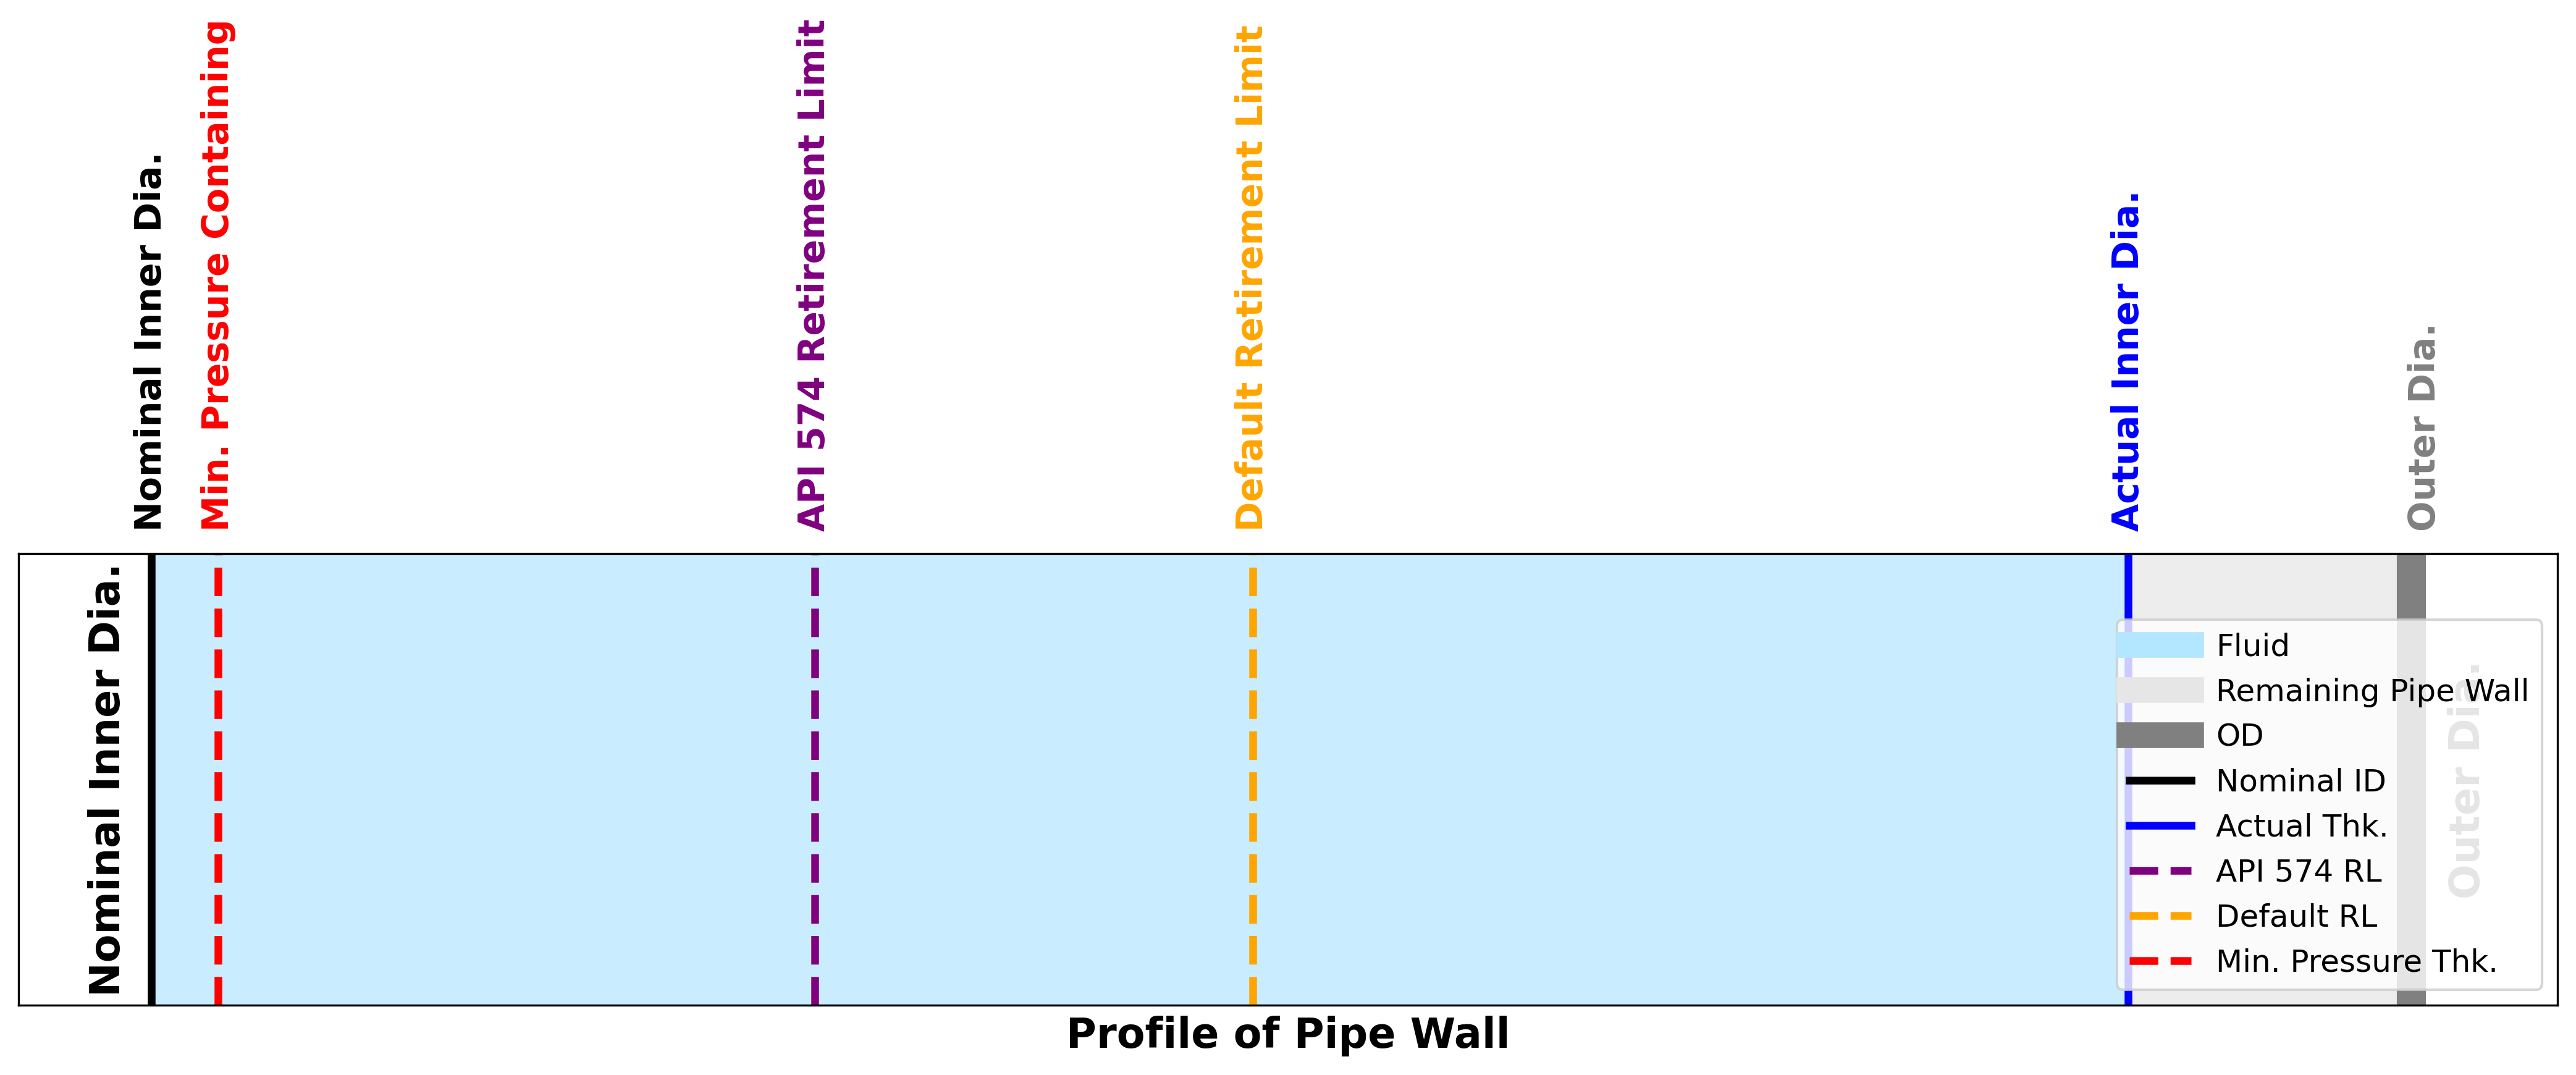 Nominal Inner Dia.
Min. Pressure Containing
API 574 Retirement Limit
Default Retirement Limit
Actual Inner Dia.
Outer Dia.
Nominal Inner Dia.
Outer Dia.
Fluid
Remaining Pipe Wall
OD
Nominal ID
Actual Thk.
API 574 RL
Default RL
Min. Pressure Thk.
Profile of Pipe Wall